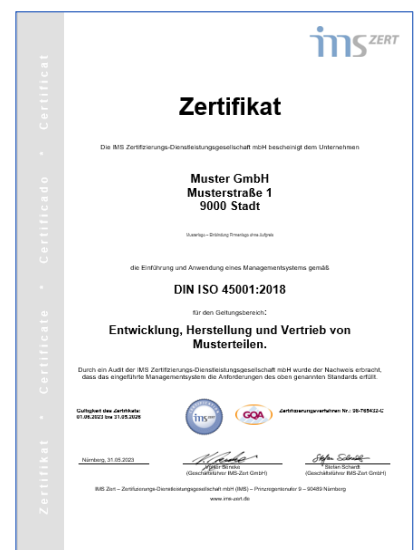 ims ZERT
Zertifikat
Die IMS Zertifizierungs-Dienstleistungsgesellschaft mbH bescheinigt dem Unternehmen
Muster GmbH
Musterstraße 1
9000 Stadt
die Einführung und Anwendung eines Managementsystems gemäß
DIN ISO 45001:2018
für den Geltungsbereich:
Entwicklung, Herstellung und Vertrieb von
Musterteilen.
Durch ein Audit der IMS Zertifizierungs-Dienstleistungsgesellschaft mbH wurde der Nachweis erbracht,
dass das eingeführte Managementsystem die Anforderungen des oben genannten Standards erfüllt.
Gültigkeit des Zertifikats:
01.06.2023 bis 31.05.2026
ims
GQA
Zertifizierungsverfahren Nr.:
Nürnberg, 31.05.2023
(Geschäftsführer IMS-Zert GmbH)
Stefan Schardt
(Geschäftsführer IMS-Zert GmbH)
IMS Zert – Zertifizierungs-Dienstleistungsgesellschaft mbH (IMS) – Prinzregentenufer 9 – 90489 Nürnberg
www.ims-zert.de
Zertifikat • Certificate • Certificado • Certificat